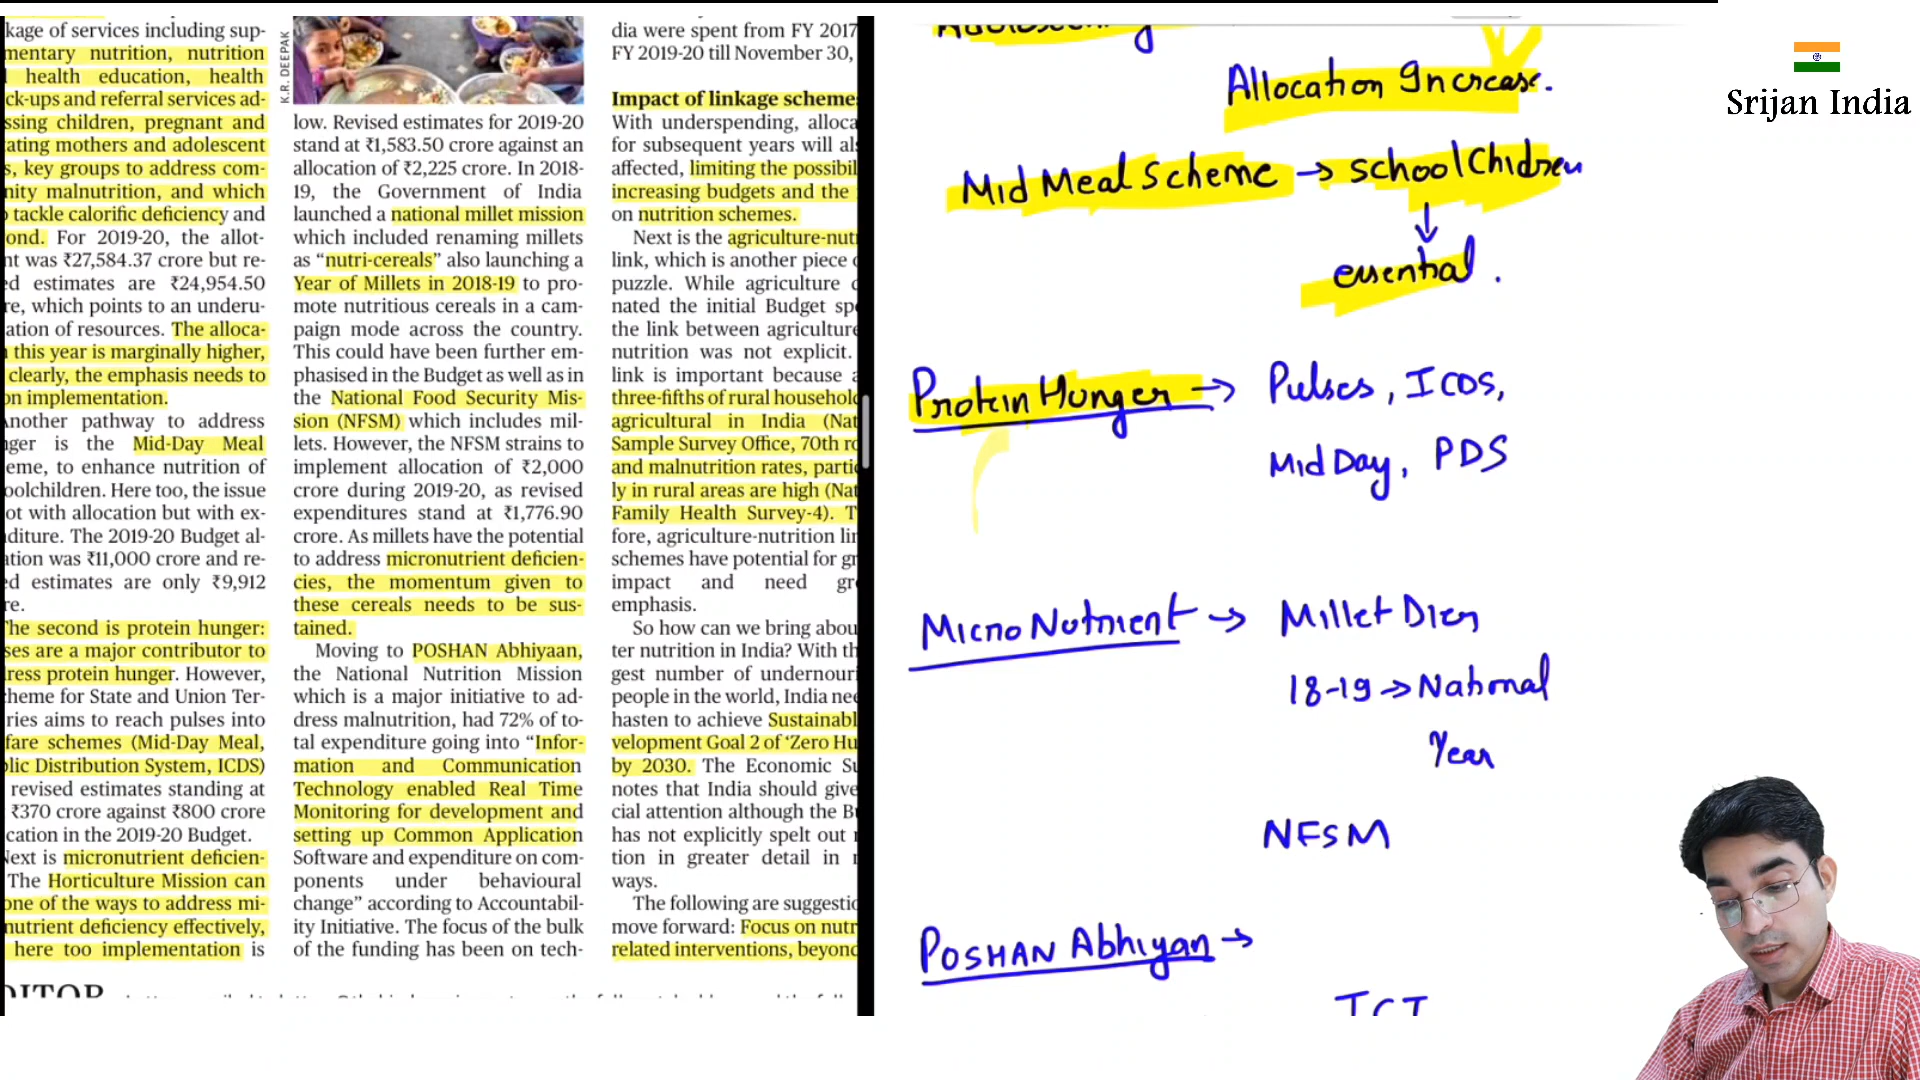 kage of services including sup-
mentary nutrition, nutrition
health education, health
ck-ups and referral services ad-
ssing children, pregnant and
ating mothers and adolescent
s, key groups to address com-
nity malnutrition, and which
tackle calorific deficiency and
ond. For 2019-20, the allot-
nt was ₹27,584.37 crore but re-
ed estimates are ₹24,954.50
re, which points to an underu-
ation of resources. The alloca-
this year is marginally higher,
clearly, the emphasis needs to
on implementation.
nother pathway to address
ger is the Mid-Day Meal
eme, to enhance nutrition of
oolchildren. Here too, the issue
ot with allocation but with ex-
diture. The 2019-20 Budget al-
ation was ₹11,000 crore and re-
ed estimates are only ₹9,912
re.
The second is protein hunger:
ses are a major contributor to
ress protein hunger. However,
heme for State and Union Ter-
ries aims to reach pulses into
fare schemes (Mid-Day Meal,
lic Distribution System, ICDS)
revised estimates standing at
₹370 crore against ₹800 crore
cation in the 2019-20 Budget.
Next is micronutrient deficien-
The Horticulture Mission can
one of the ways to address mi-
nutrient deficiency effectively,
here too implementation is
K.R. DEEPAK
low. Revised estimates for 2019-20
stand at ₹1,583.50 crore against an
allocation of ₹2,225 crore. In 2018-
19, the Government of India
launched a national millet mission
which included renaming millets
as “nutri-cereals” also launching a
Year of Millets in 2018-19 to pro-
mote nutritious cereals in a cam-
paign mode across the country.
This could have been further em-
phasised in the Budget as well as in
the National Food Security Mis-
sion (NFSM) which includes mil-
lets. However, the NFSM strains to
implement allocation of ₹2,000
crore during 2019-20, as revised
expenditures stand at ₹1,776.90
crore. As millets have the potential
to address micronutrient deficien-
cies, the momentum given to
these cereals needs to be sus-
tained.
Moving to POSHAN Abhiyaan,
the National Nutrition Mission
which is a major initiative to ad-
dress malnutrition, had 72% of to-
tal expenditure going into “Infor-
mation and Communication
Technology enabled Real Time
Monitoring for development and
setting up Common Application
Software and expenditure on com-
ponents under behavioural
change” according to Accountabil-
ity Initiative. The focus of the bulk
of the funding has been on tech-
dia were spent from FY 2017
FY 2019-20 till November 30,
Impact of linkage scheme
With underspending, alloca
for subsequent years will al
affected, limiting the possibil
increasing budgets and the
on nutrition schemes.
Next is the agriculture-nut
link, which is another piece
puzzle. While agriculture
nated the initial Budget spe
the link between agriculture
nutrition was not explicit.
link is important because
three-fifths of rural household
agricultural in India (Nat
Sample Survey Office, 70th ro
and malnutrition rates, partic
ly in rural areas are high (Nat
Family Health Survey-4). T
fore, agriculture-nutrition lin
schemes have potential for gr
impact and need gr
emphasis.
So how can we bring abou
ter nutrition in India? With th
gest number of undernouri
people in the world, India nee
hasten to achieve Sustainabl
velopment Goal 2 of ‘Zero Hu
by 2030. The Economic Su
notes that India should give
cial attention although the B
has not explicitly spelt out
tion in greater detail in
ways.
The following are suggestio
move forward: Focus on nutr
related interventions, beyond
Allocation Increase.
Mid Meal Scheme → School Chidren
↓
essential.
Protein Hunger → Pulses, ICDS,
Mid Day, PDS
Micro Nutrient → Millet Diet
18-19 → National
Year
NFSM
POSHAN Abhiyan →
ICT
Srijan India